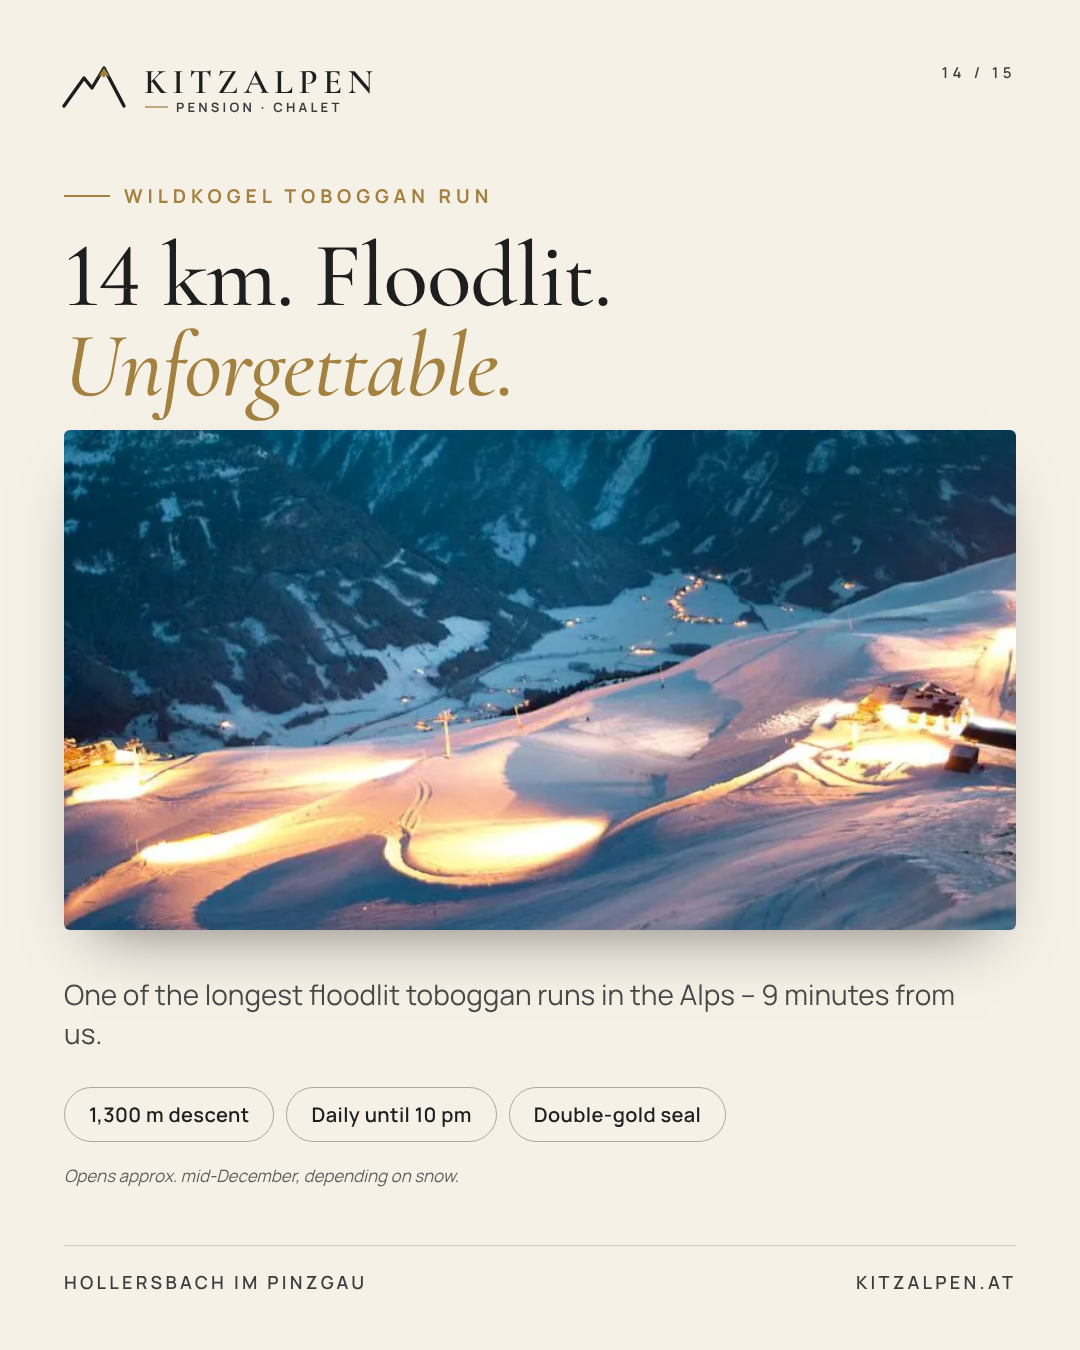 KITZALPEN
PENSION · CHALET
14 / 15
WILDKOGEL TOBOGGAN RUN
14 km. Floodlit.
Unforgettable.
One of the longest floodlit toboggan runs in the Alps – 9 minutes from
us.
1,300 m descent
Daily until 10 pm
Double-gold seal
Opens approx. mid-December, depending on snow.
HOLLERSBACH IM PINZGAU
KITZALPEN.AT